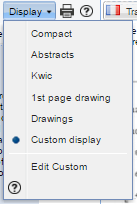 Display
Tra
Compact
Abstracts
Kwic
1st page drawing
Drawings
Custom display
Edit Custom